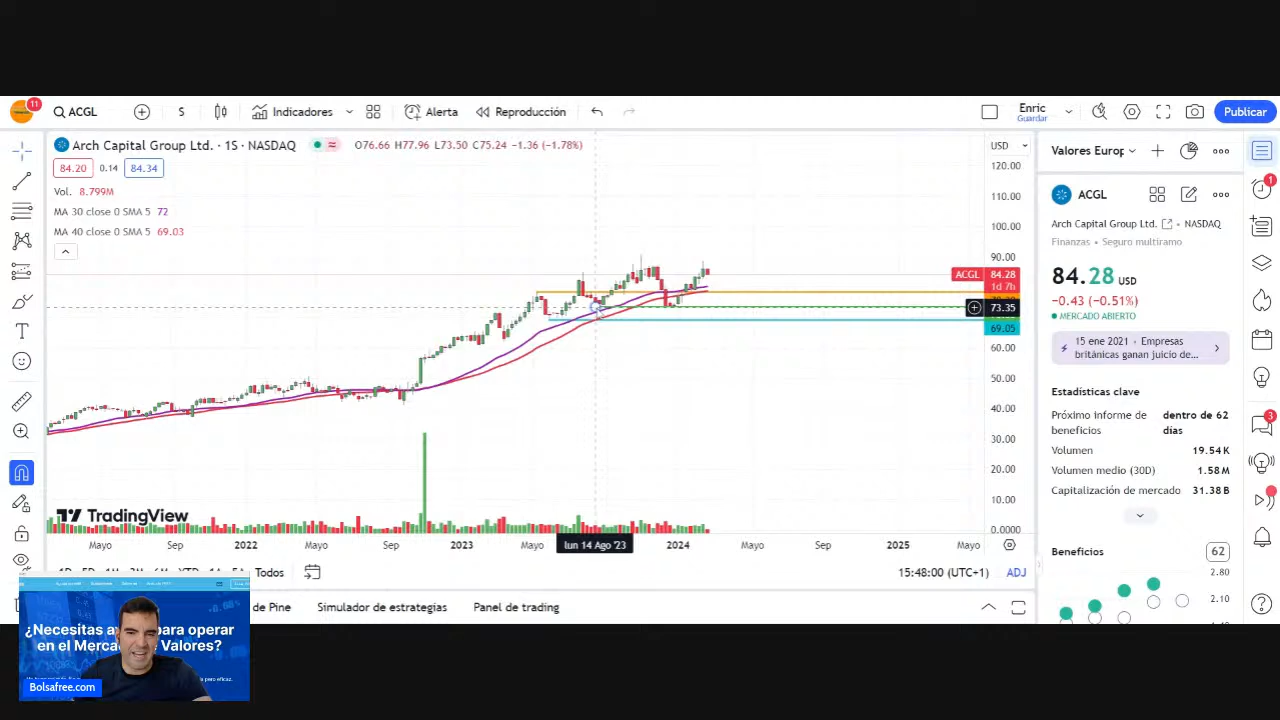 11
ACGL
S
Indicadores
Alerta
Reproducción
Enric
Guardar
Publicar
Arch Capital Group Ltd. · 1S · NASDAQ
O76.66 H77.96 L73.50 C75.24 −1.36 (−1.78%)
84.20 0.14 84.34
Vol. 8.799M
MA 30 close 0 SMA 5 72
MA 40 close 0 SMA 5 69.03
USD
120.00
110.00
100.00
90.00
ACGL 84.28
1d 7h
73.35
69.05
60.00
50.00
40.00
30.00
20.00
10.00
0.0000
TradingView
Mayo Sep 2022 Mayo Sep 2023 Mayo lun 14 Ago '23 2024 Mayo Sep 2025 Mayo
Todos
15:48:00 (UTC+1) ADJ
de Pine Simulador de estrategias Panel de trading
Valores Europ
ACGL
Arch Capital Group Ltd. • NASDAQ
Finanzas • Seguro multiramo
84.28 USD
−0.43 (−0.51%)
MERCADO ABIERTO
15 ene 2021 • Empresas
británicas ganan juicio de...
Estadísticas clave
Próximo informe de beneficios dentro de 62 días
Volumen 19.54K
Volumen medio (30D) 1.58M
Capitalización de mercado 31.38B
Beneficios 62
2.80
2.10
1
3
¿Necesitas para operar
en el Valores?
Bolsafree.com